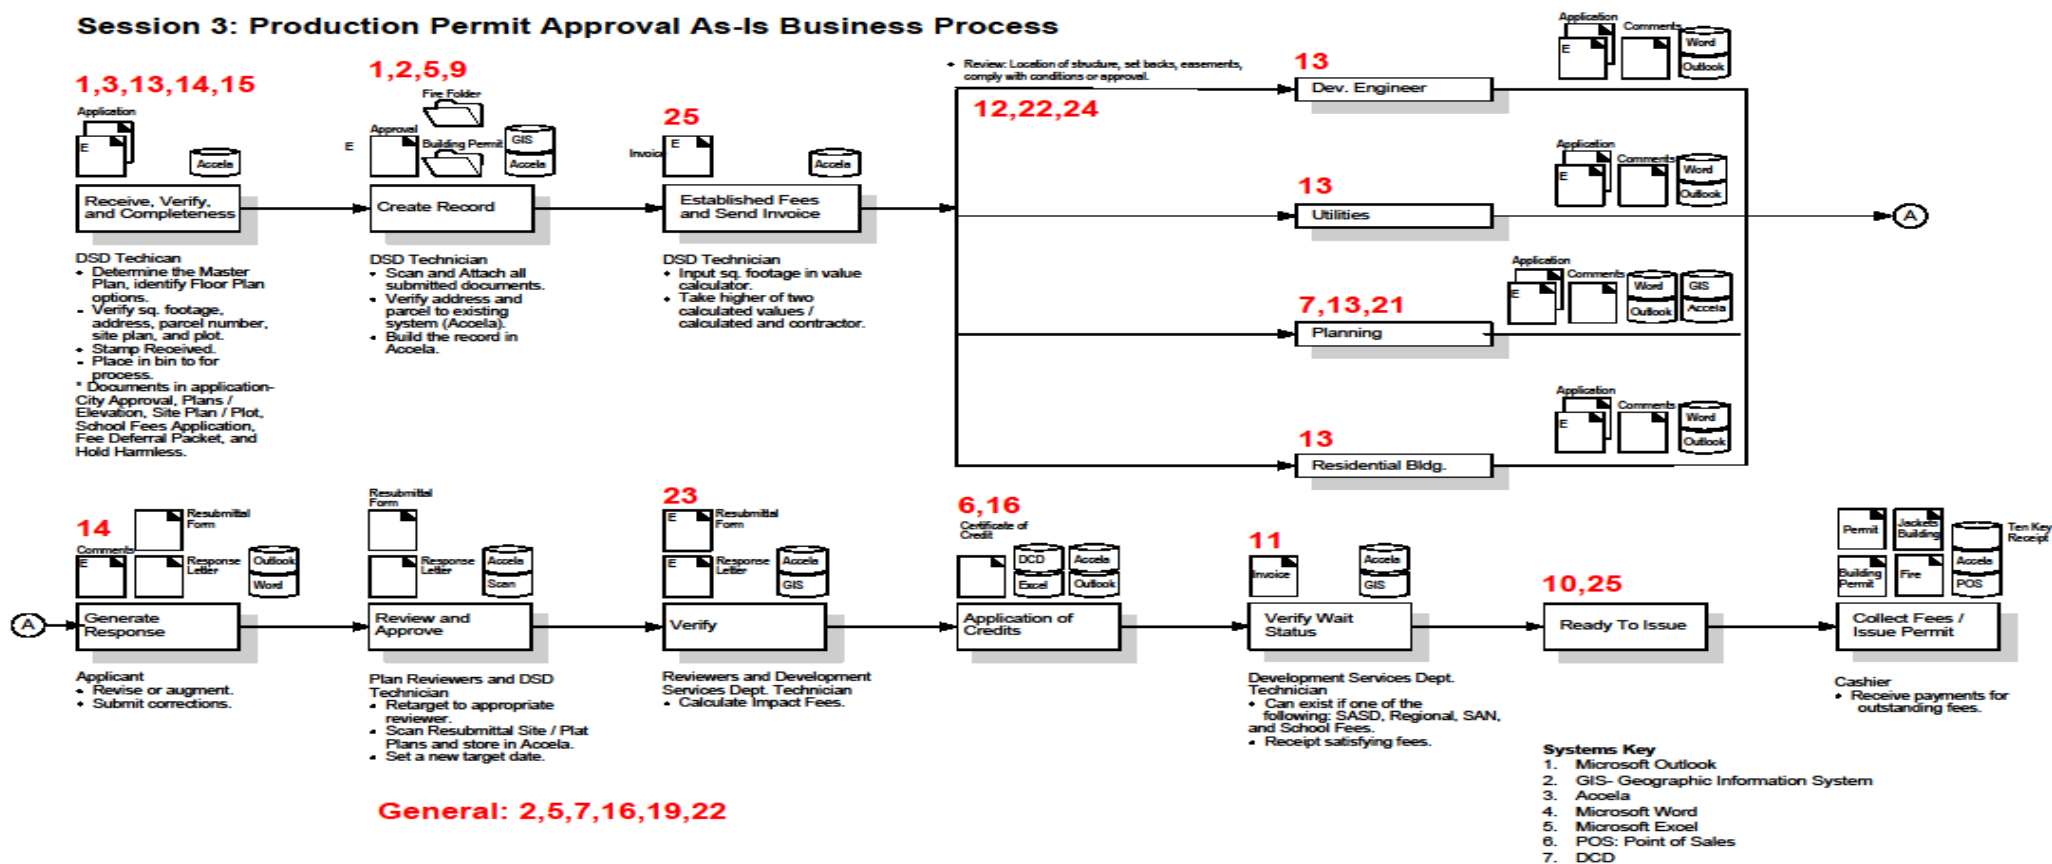 Session 3: Production Permit Approval As-Is Business Process
1,3,13,14,15
Application
E
Accela
Receive, Verify,
and Completeness
DSD Techican
• Determine the Master
Plan, identify Floor Plan
options.
- Verify sq. footage,
address, parcel number,
site plan, and plot.
• Stamp Received.
- Place in bin to for
process.
* Documents in application-
City Approval, Plans /
Elevation, Site Plan / Plot,
School Fees Application,
Fee Deferral Packet, and
Hold Harmless.
1,2,5,9
Fire Folder
E
Approval
Building Permit
GIS
Accela
Create Record
DSD Technician
• Scan and Attach all
submitted documents.
• Verify address and
parcel to existing
system (Accela).
• Build the record in
Accela.
25
Invoice
E
Accela
Established Fees
and Send Invoice
DSD Technician
• Input sq. footage in value
calculator.
• Take higher of two
calculated values /
calculated and contractor.
• Review: Location of structure, set backs, easements,
comply with conditions or approval.
12,22,24
13
Dev. Engineer
Application
E
Comments
Word
Outlook
13
Utilities
Application
E
Comments
Word
Outlook
A
7,13,21
Planning
Application
E
Comments
Word
Outlook
GIS
Accela
13
Residential Bldg.
Application
E
Comments
Word
Outlook
A
14
Comments
E
Resubmittal
Form
Response
Letter
Outlook
Word
Generate
Response
Applicant
• Revise or augment.
• Submit corrections.
Resubmittal
Form
Response
Letter
Accela
Scan
Review and
Approve
Plan Reviewers and DSD
Technician
• Retarget to appropriate
reviewer.
• Scan Resubmittal Site / Plat
Plans and store in Accela.
• Set a new target date.
23
E
Resubmittal
Form
E
Response
Letter
Accela
GIS
Verify
Reviewers and Development
Services Dept. Technician
• Calculate Impact Fees.
6,16
Certificate of
Credit
DCD
Excel
Accela
Outlook
Application of
Credits
11
Invoice
Accela
GIS
Verify Wait
Status
Development Services Dept.
Technician
• Can exist if one of the
following: SASD, Regional, SAN,
and School Fees.
• Receipt satisfying fees.
10,25
Ready To Issue
Permit
Jackets
Building
Building
Permit
Fire
Ten Key
Receipt
Accela
POS
Collect Fees /
Issue Permit
Cashier
• Receive payments for
outstanding fees.
General: 2,5,7,16,19,22
Systems Key
1. Microsoft Outlook
2. GIS- Geographic Information System
3. Accela
4. Microsoft Word
5. Microsoft Excel
6. POS: Point of Sales
7. DCD